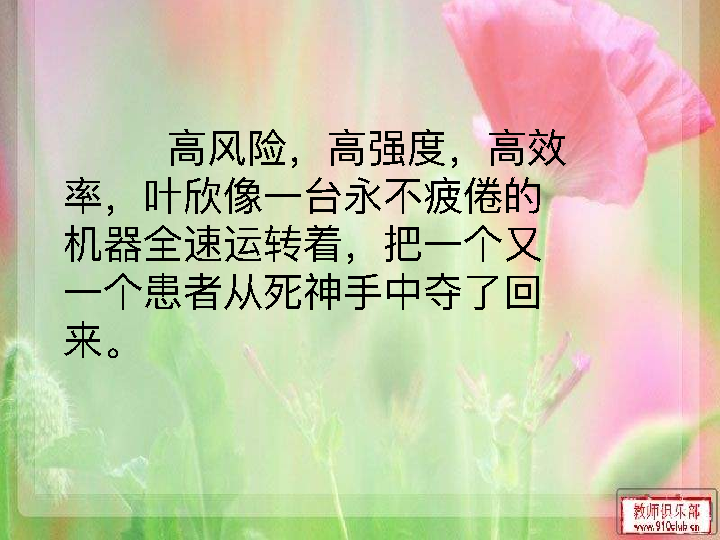 高风险，高强度，高效
率，叶欣像一台永不疲倦的
机器全速运转着，把一个又
一个患者从死神手中夺了回
来。
教师俱乐部
www.910club.cn